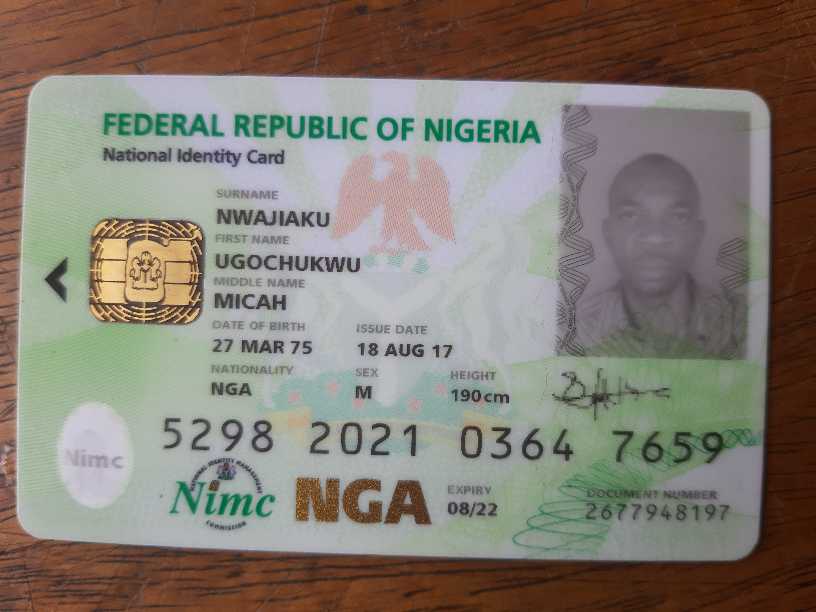 FEDERAL REPUBLIC OF NIGERIA
National Identity Card
SURNAME
NWAJIAKU
FIRST NAME
UGOCHUKWU
MIDDLE NAME
MICAH
DATE OF BIRTH ISSUE DATE
27 MAR 75 18 AUG 17
NATIONALITY SEX HEIGHT
NGA M 190cm
5298 2021 0364 7659
Nimc
NATIONAL IDENTITY MANAGEMENT
Nimc
COMMISSION
NGA
EXPIRY
08/22
DOCUMENT NUMBER
2677948197